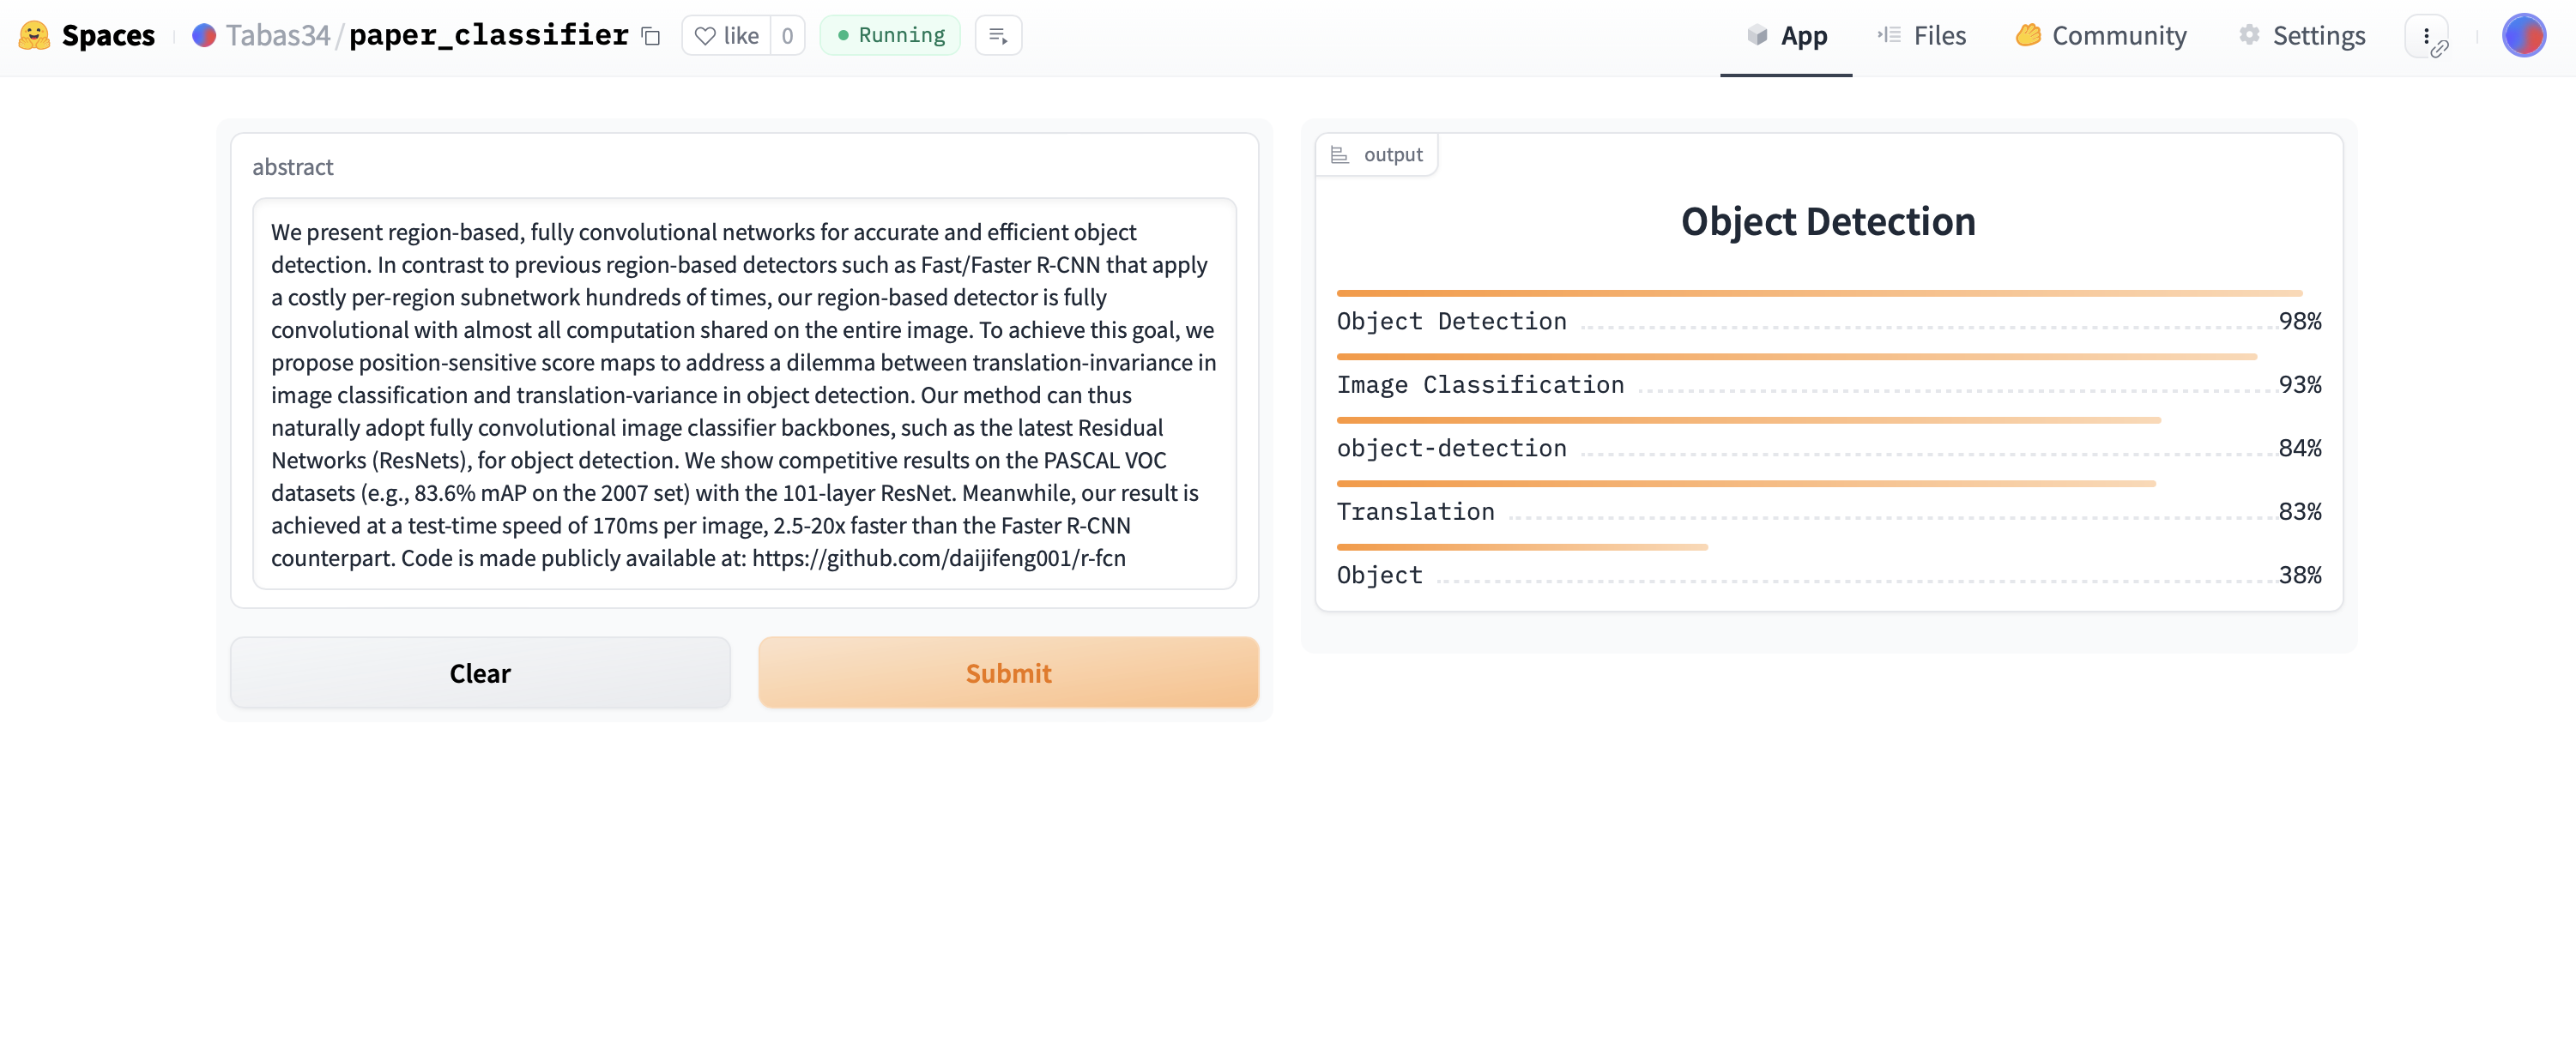 Spaces
Tabas34/paper_classifier
like 0
Running
App
Files
Community
Settings
abstract
We present region-based, fully convolutional networks for accurate and efficient object
detection. In contrast to previous region-based detectors such as Fast/Faster R-CNN that apply
a costly per-region subnetwork hundreds of times, our region-based detector is fully
convolutional with almost all computation shared on the entire image. To achieve this goal, we
propose position-sensitive score maps to address a dilemma between translation-invariance in
image classification and translation-variance in object detection. Our method can thus
naturally adopt fully convolutional image classifier backbones, such as the latest Residual
Networks (ResNets), for object detection. We show competitive results on the PASCAL VOC
datasets (e.g., 83.6% mAP on the 2007 set) with the 101-layer ResNet. Meanwhile, our result is
achieved at a test-time speed of 170ms per image, 2.5-20x faster than the Faster R-CNN
counterpart. Code is made publicly available at: https://github.com/daijifeng001/r-fcn
Clear
Submit
output
Object Detection
Object Detection 98%
Image Classification 93%
object-detection 84%
Translation 83%
Object 38%